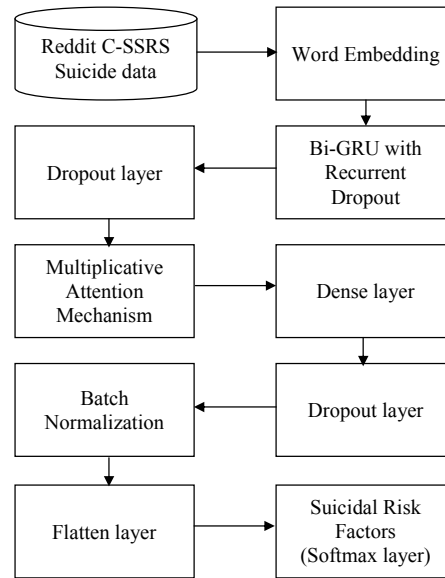 Reddit C-SSRS
Suicide data
Word Embedding
Bi-GRU with
Recurrent
Dropout
Dropout layer
Multiplicative
Attention
Mechanism
Dense layer
Dropout layer
Batch
Normalization
Flatten layer
Suicidal Risk
Factors
(Softmax layer)